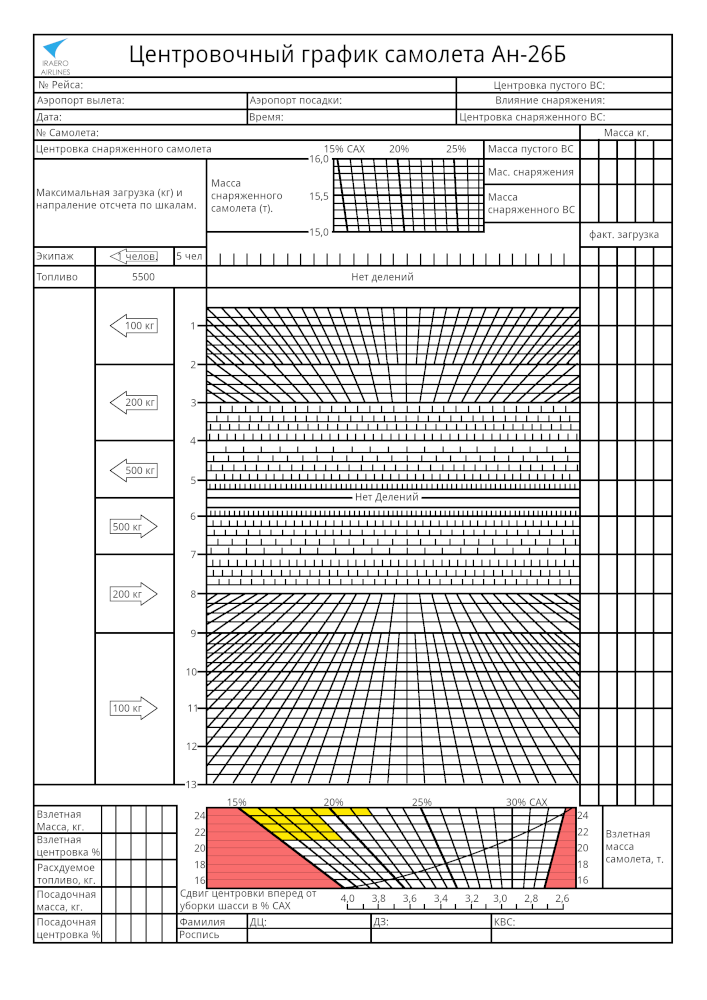 Центровочный график самолета Ан-26Б
IRAERO
AIRLINES
№ Рейса:
Центровка пустого ВС:
Аэропорт вылета:
Аэропорт посадки:
Влияние снаряжения:
Дата:
Время:
Центровка снаряженного ВС:
№ Самолета:
Масса кг.
Центровка снаряженного самолета
15% САХ 20% 25%
Масса пустого ВС
16,0
15,5
15,0
Мас. снаряжения
Максимальная загрузка (кг) и
напраление отсчета по шкалам.
Масса
снаряженного
самолета (т).
Масса
снаряженного ВС
факт. загрузка
Экипаж
1 челов.
5 чел
Топливо
5500
Нет делений
100 кг
1
2
200 кг
3
4
500 кг
5
Нет Делений
500 кг
6
7
200 кг
8
9
10
100 кг
11
12
13
15% 20% 25% 30% САХ
Взлетная
Масса, кг.
Взлетная
центровка %
Расхдуемое
топливо, кг.
Посадочная
масса, кг.
Посадочная
центровка %
24
22
20
18
16
24
22
20
18
16
Взлетная
масса
самолета, т.
Сдвиг центровки вперед от
уборки шасси в % САХ
4,0 3,8 3,6 3,4 3,2 3,0 2,8 2,6
Фамилия
Роспись
ДЦ:
ДЗ:
КВС: